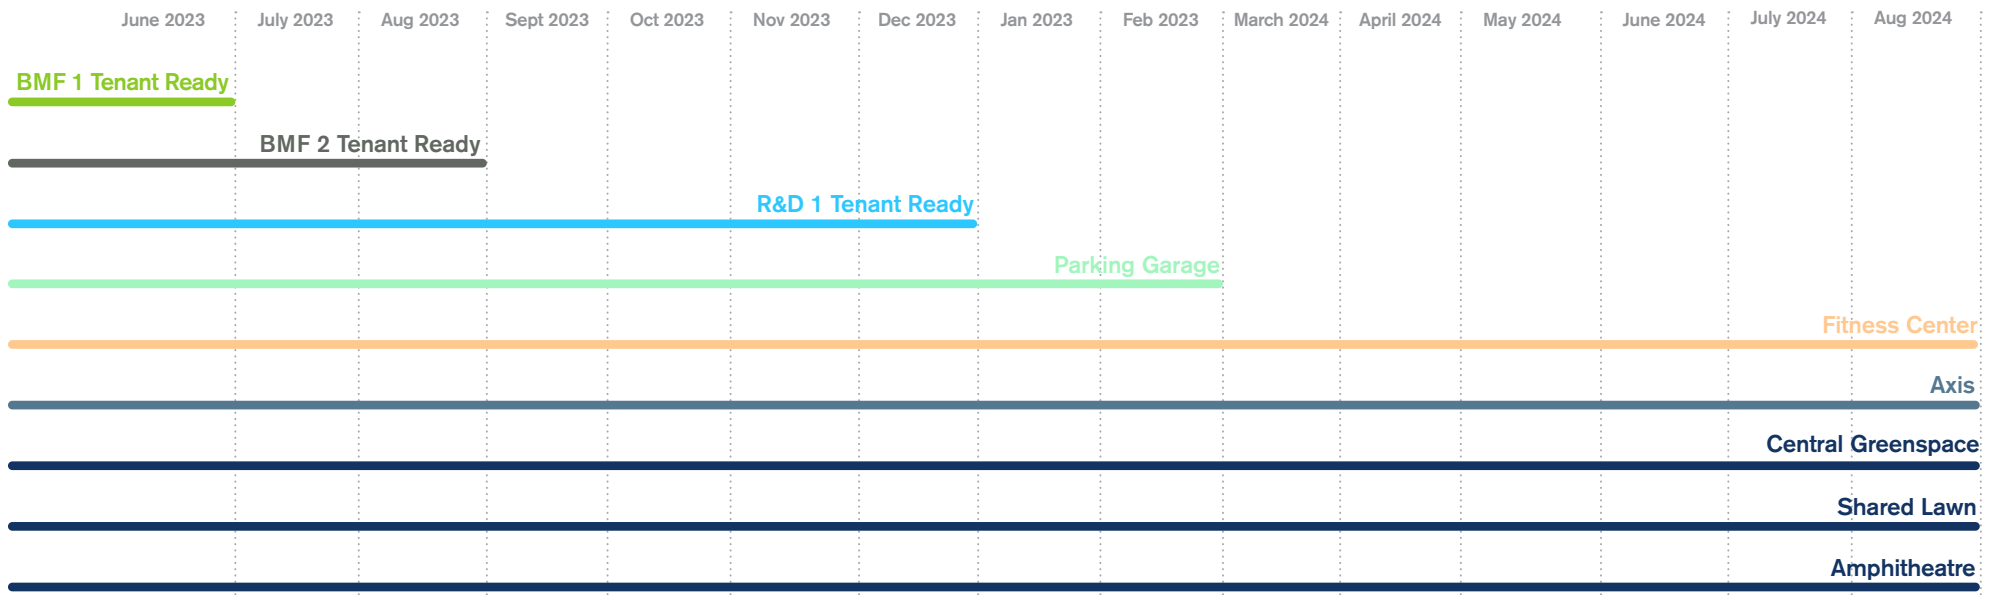 June 2023 July 2023 Aug 2023 Sept 2023 Oct 2023 Nov 2023 Dec 2023 Jan 2023 Feb 2023 March 2024 April 2024 May 2024 June 2024 July 2024 Aug 2024
BMF 1 Tenant Ready
BMF 2 Tenant Ready
R&D 1 Tenant Ready
Parking Garage
Fitness Center
Axis
Central Greenspace
Shared Lawn
Amphitheatre